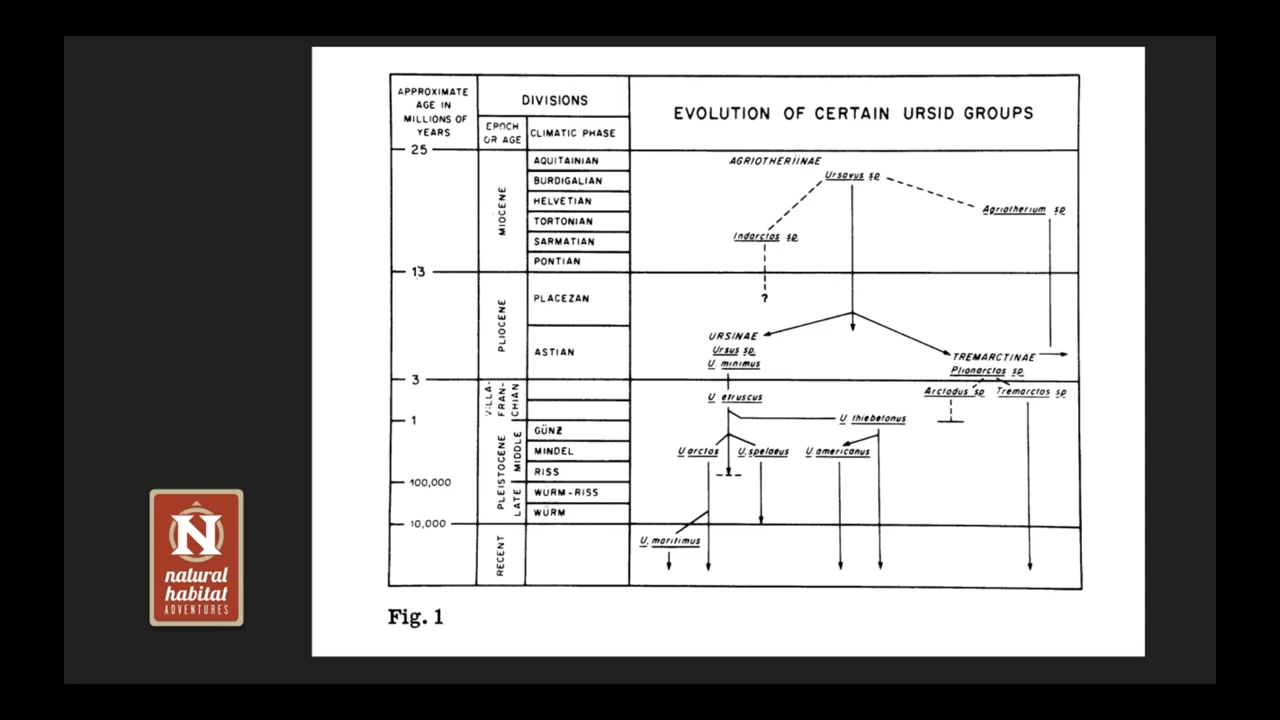 APPROXIMATE
AGE IN
MILLIONS OF
YEARS
DIVISIONS
EPOCH
OR AGE
CLIMATIC PHASE
EVOLUTION OF CERTAIN URSID GROUPS
25
MIOCENE
AQUITAINIAN
BURDIGALIAN
HELVETIAN
TORTONIAN
SARMATIAN
PONTIAN
AGRIOTHERIINAE
Ursavus sp
Agriotherium sp
Indarctos sp
13
PLIOCENE
PLACEZAN
ASTIAN
?
URSINAE
Ursus sp
U minimus
TREMARCTINAE
Plionarctos sp
3
VILLA-
FRAN-
CHIAN
Arctodus sp
Tremarctos sp
U etruscus
1
U thibetonus
PLEISTOCENE
MIDDLE
GÜNZ
MINDEL
RISS
U arctos
U.spelaeus
U americanus
100,000
LATE
WÜRM-RISS
WÜRM
10,000
RECENT
U. maritimus
Fig. 1
N
natural
habitat
ADVENTURES